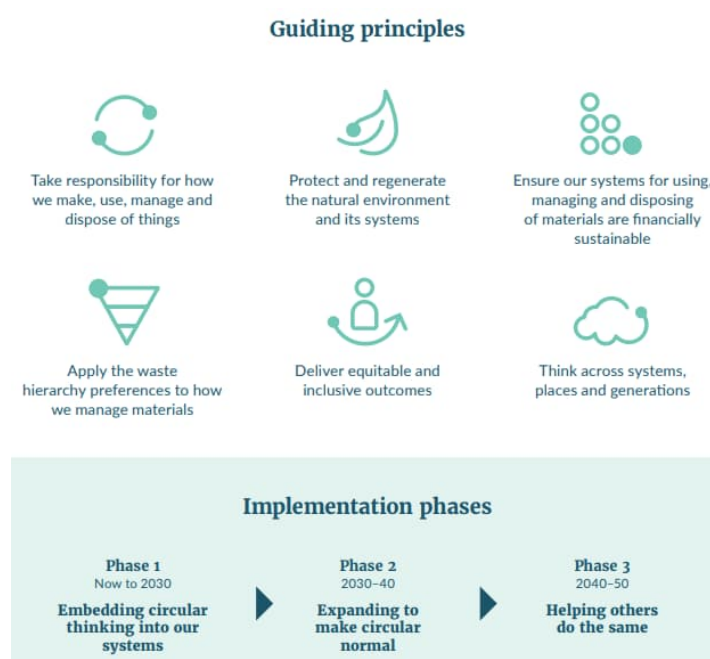 Guiding principles
Take responsibility for how
we make, use, manage and
dispose of things
Protect and regenerate
the natural environment
and its systems
Ensure our systems for using,
managing and disposing
of materials are financially
sustainable
Apply the waste
hierarchy preferences to how
we manage materials
Deliver equitable and
inclusive outcomes
Think across systems,
places and generations
Implementation phases
Phase 1
Now to 2030
Embedding circular
thinking into our
systems
Phase 2
2030–40
Expanding to
make circular
normal
Phase 3
2040–50
Helping others
do the same